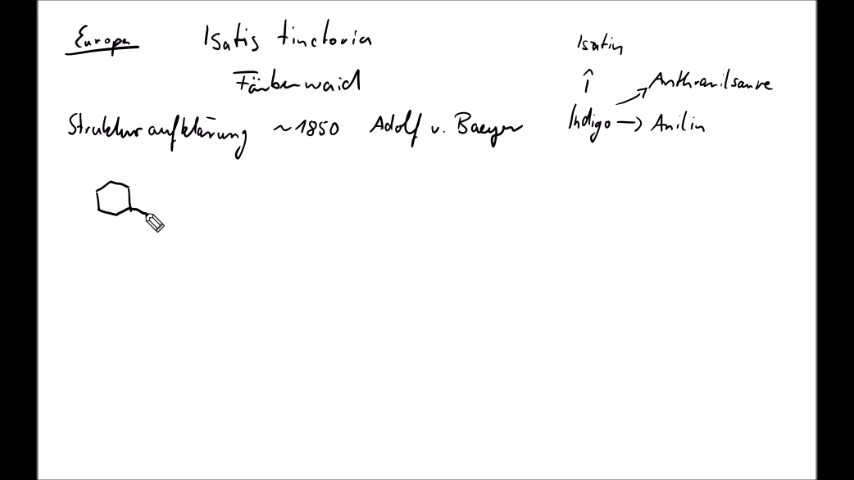 Europa Isatis tinctoria Isatin
Färberwaid ↑ Anthranilsäure
Strukturaufklärung ~1850 Adolf v. Baeyer Indigo → Anilin